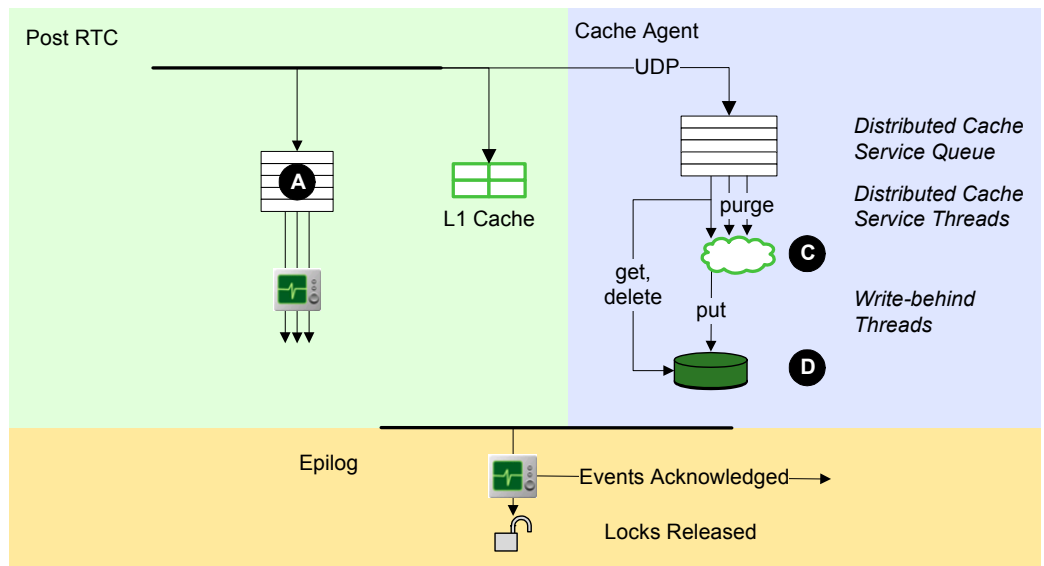 Post RTC
Cache Agent
UDP
Distributed Cache
Service Queue
A
L1 Cache
purge
Distributed Cache
Service Threads
C
get,
delete
put
Write-behind
Threads
D
Epilog
Events Acknowledged
Locks Released